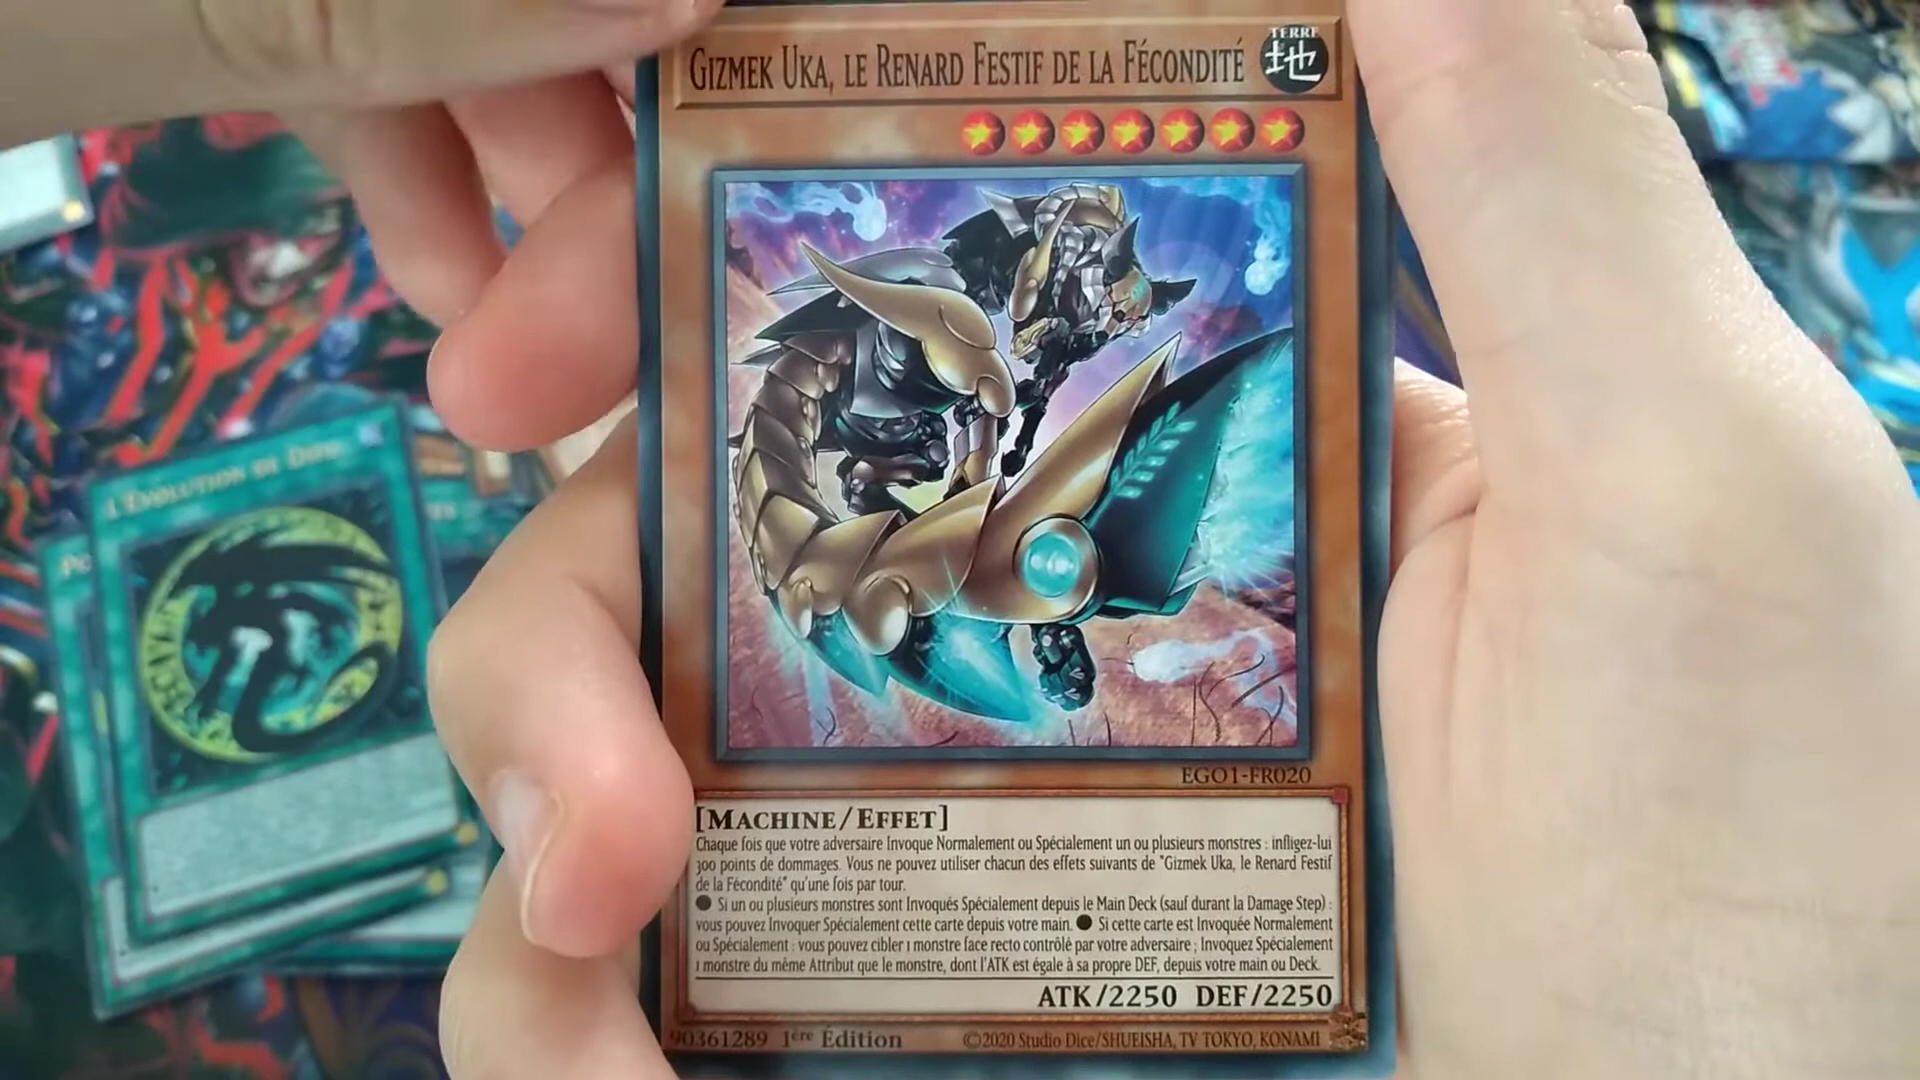 GIZMEK UKA, LE RENARD FESTIF DE LA FÉCONDITÉ
TERRE
地
EGO1-FR020
[MACHINE/EFFET]
Chaque fois que votre adversaire Invoque Normalement ou Spécialement un ou plusieurs monstres : infligez-lui
300 points de dommages. Vous ne pouvez utiliser chacun des effets suivants de "Gizmek Uka, le Renard Festif
de la Fécondité" qu'une fois par tour.
● Si un ou plusieurs monstres sont Invoqués Spécialement depuis le Main Deck (sauf durant la Damage Step) :
vous pouvez Invoquer Spécialement cette carte depuis votre main. ● Si cette carte est Invoquée Normalement
ou Spécialement : vous pouvez cibler 1 monstre face recto contrôlé par votre adversaire ; Invoquez Spécialement
1 monstre du même Attribut que le monstre, dont l'ATK est égale à sa propre DEF, depuis votre main ou Deck.
ATK/2250 DEF/2250
90361289 1ère Édition
©2020 Studio Dice/SHUEISHA, TV TOKYO, KONAMI
L'ÉVOLUTION DE